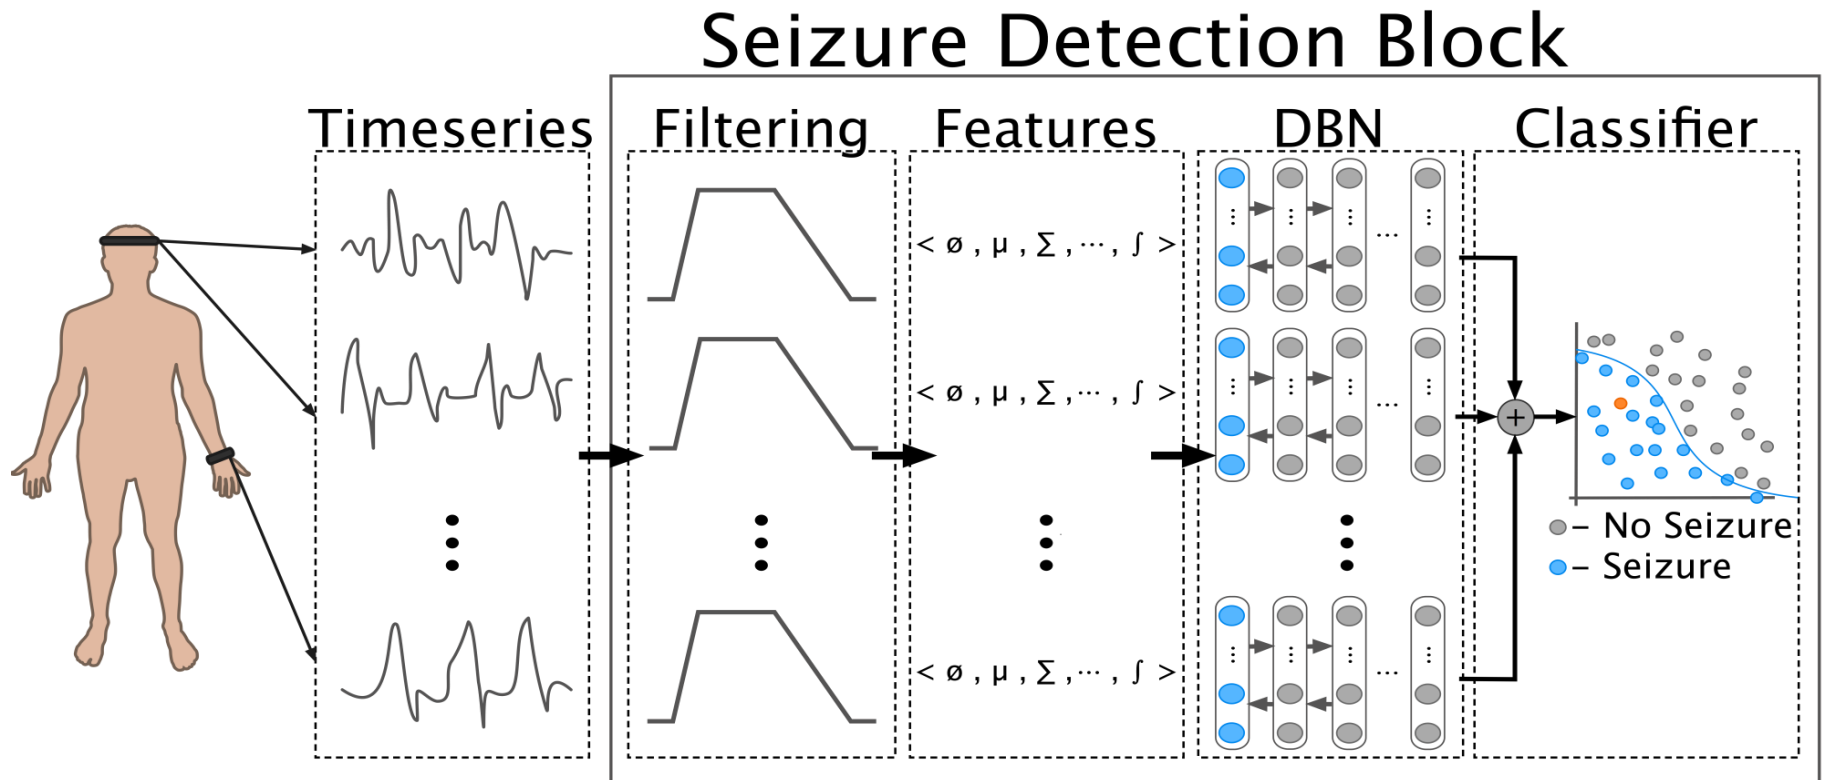 Seizure Detection Block
Timeseries
Filtering
Features
DBN
Classifier
< ø , μ , ∑ , ··· , ∫ >
< ø , μ , ∑ , ··· , ∫ >
< ø , μ , ∑ , ··· , ∫ >
+
– No Seizure
– Seizure